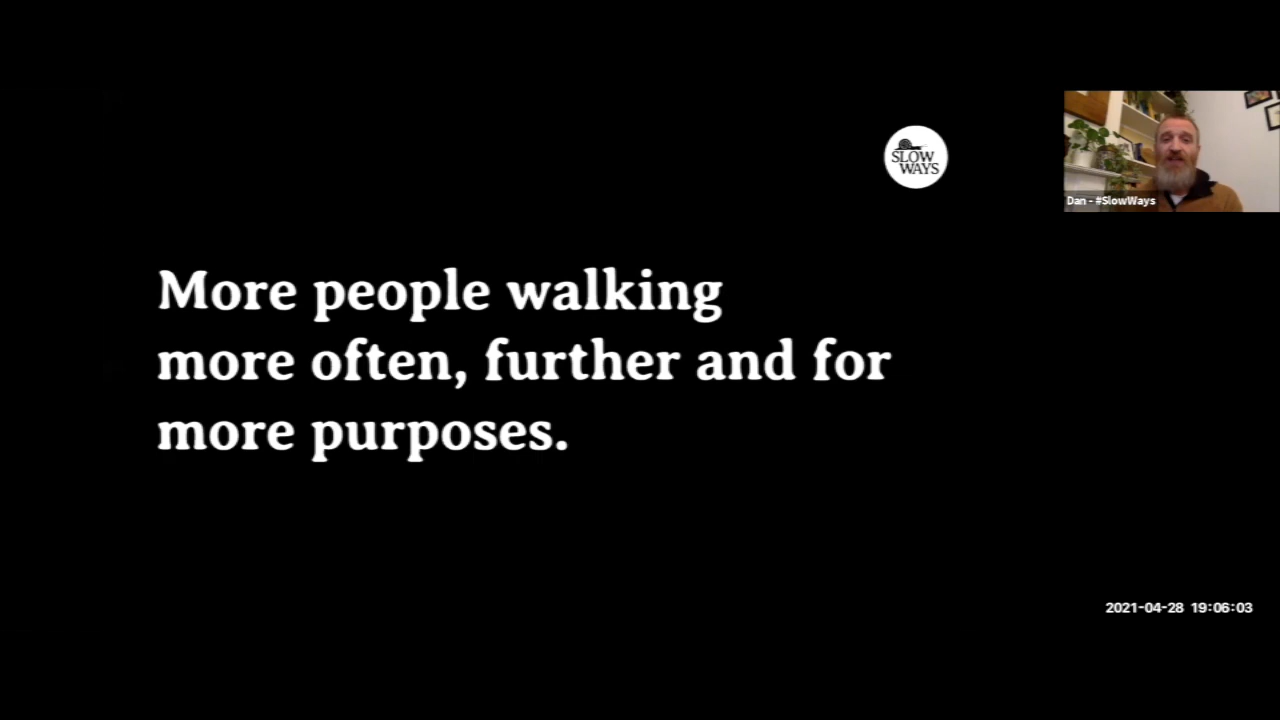 SLOW
WAYS
Dan - #SlowWays
More people walking
more often, further and for
more purposes.
2021-04-28 19:06:03